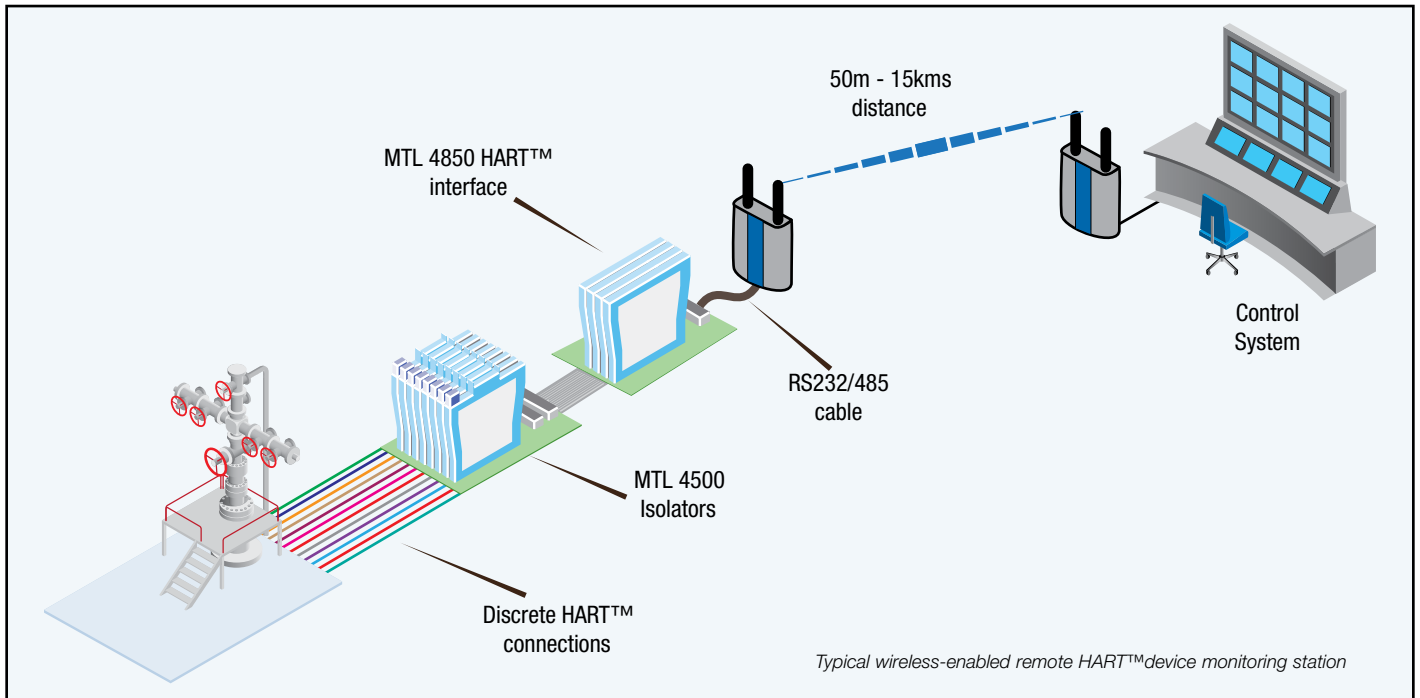 50m - 15kms
distance
MTL 4850 HART™
interface
Control
System
RS232/485
cable
MTL 4500
Isolators
Discrete HART™
connections
Typical wireless-enabled remote HART™device monitoring station